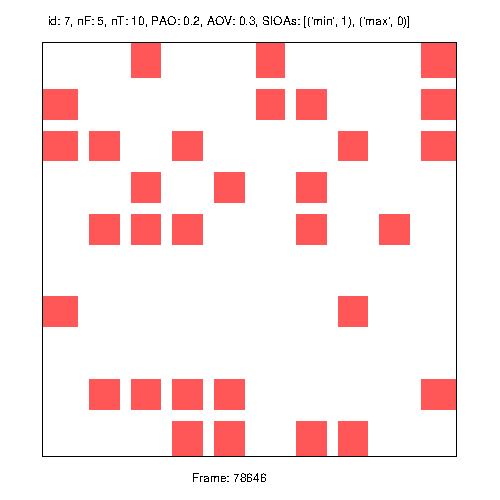 id: 7, nF: 5, nT: 10, PAO: 0.2, AOV: 0.3, SIOAs: [('min', 1), ('max', 0)]
Frame: 78646